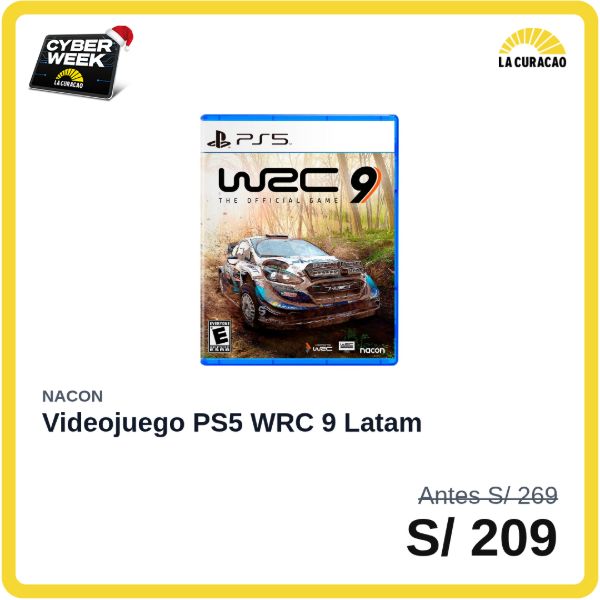 CYBER
WEEK
LA CURACAO
LA CURACAO
PS5
WRC 9
THE OFFICIAL GAME
EVERYONE
E
WRC
nacon
NACON
Videojuego PS5 WRC 9 Latam
Antes S/ 269
S/ 209